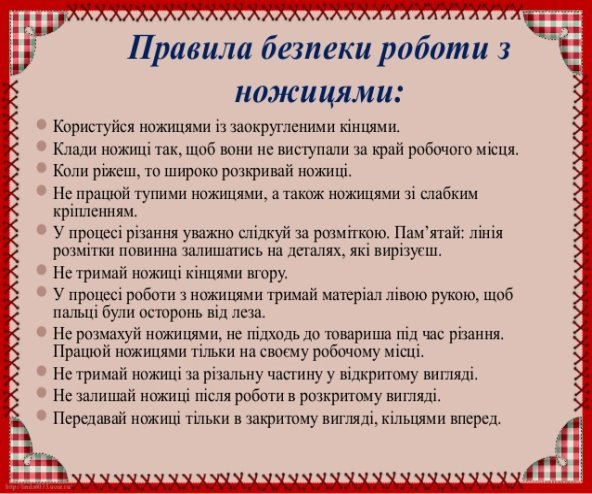 Правила безпеки роботи з
ножицями:
Користуйся ножицями із заокругленими кінцями.
Клади ножиці так, щоб вони не виступали за край робочого місця.
Коли ріжеш, то широко розкривай ножиці.
Не працюй тупими ножицями, а також ножицями зі слабким
кріпленням.
У процесі різання уважно слідкуй за розміткою. Пам’ятай: лінія
розмітки повинна залишатись на деталях, які вирізуєш.
Не тримай ножиці кінцями вгору.
У процесі роботи з ножицями тримай матеріал лівою рукою, щоб
пальці були осторонь від леза.
Не розмахуй ножицями, не підходь до товариша під час різання.
Працюй ножицями тільки на своєму робочому місці.
Не тримай ножиці за різальну частину у відкритому вигляді.
Не залишай ножиці після роботи в розкритому вигляді.
Передавай ножиці тільки в закритому вигляді, кільцями вперед.